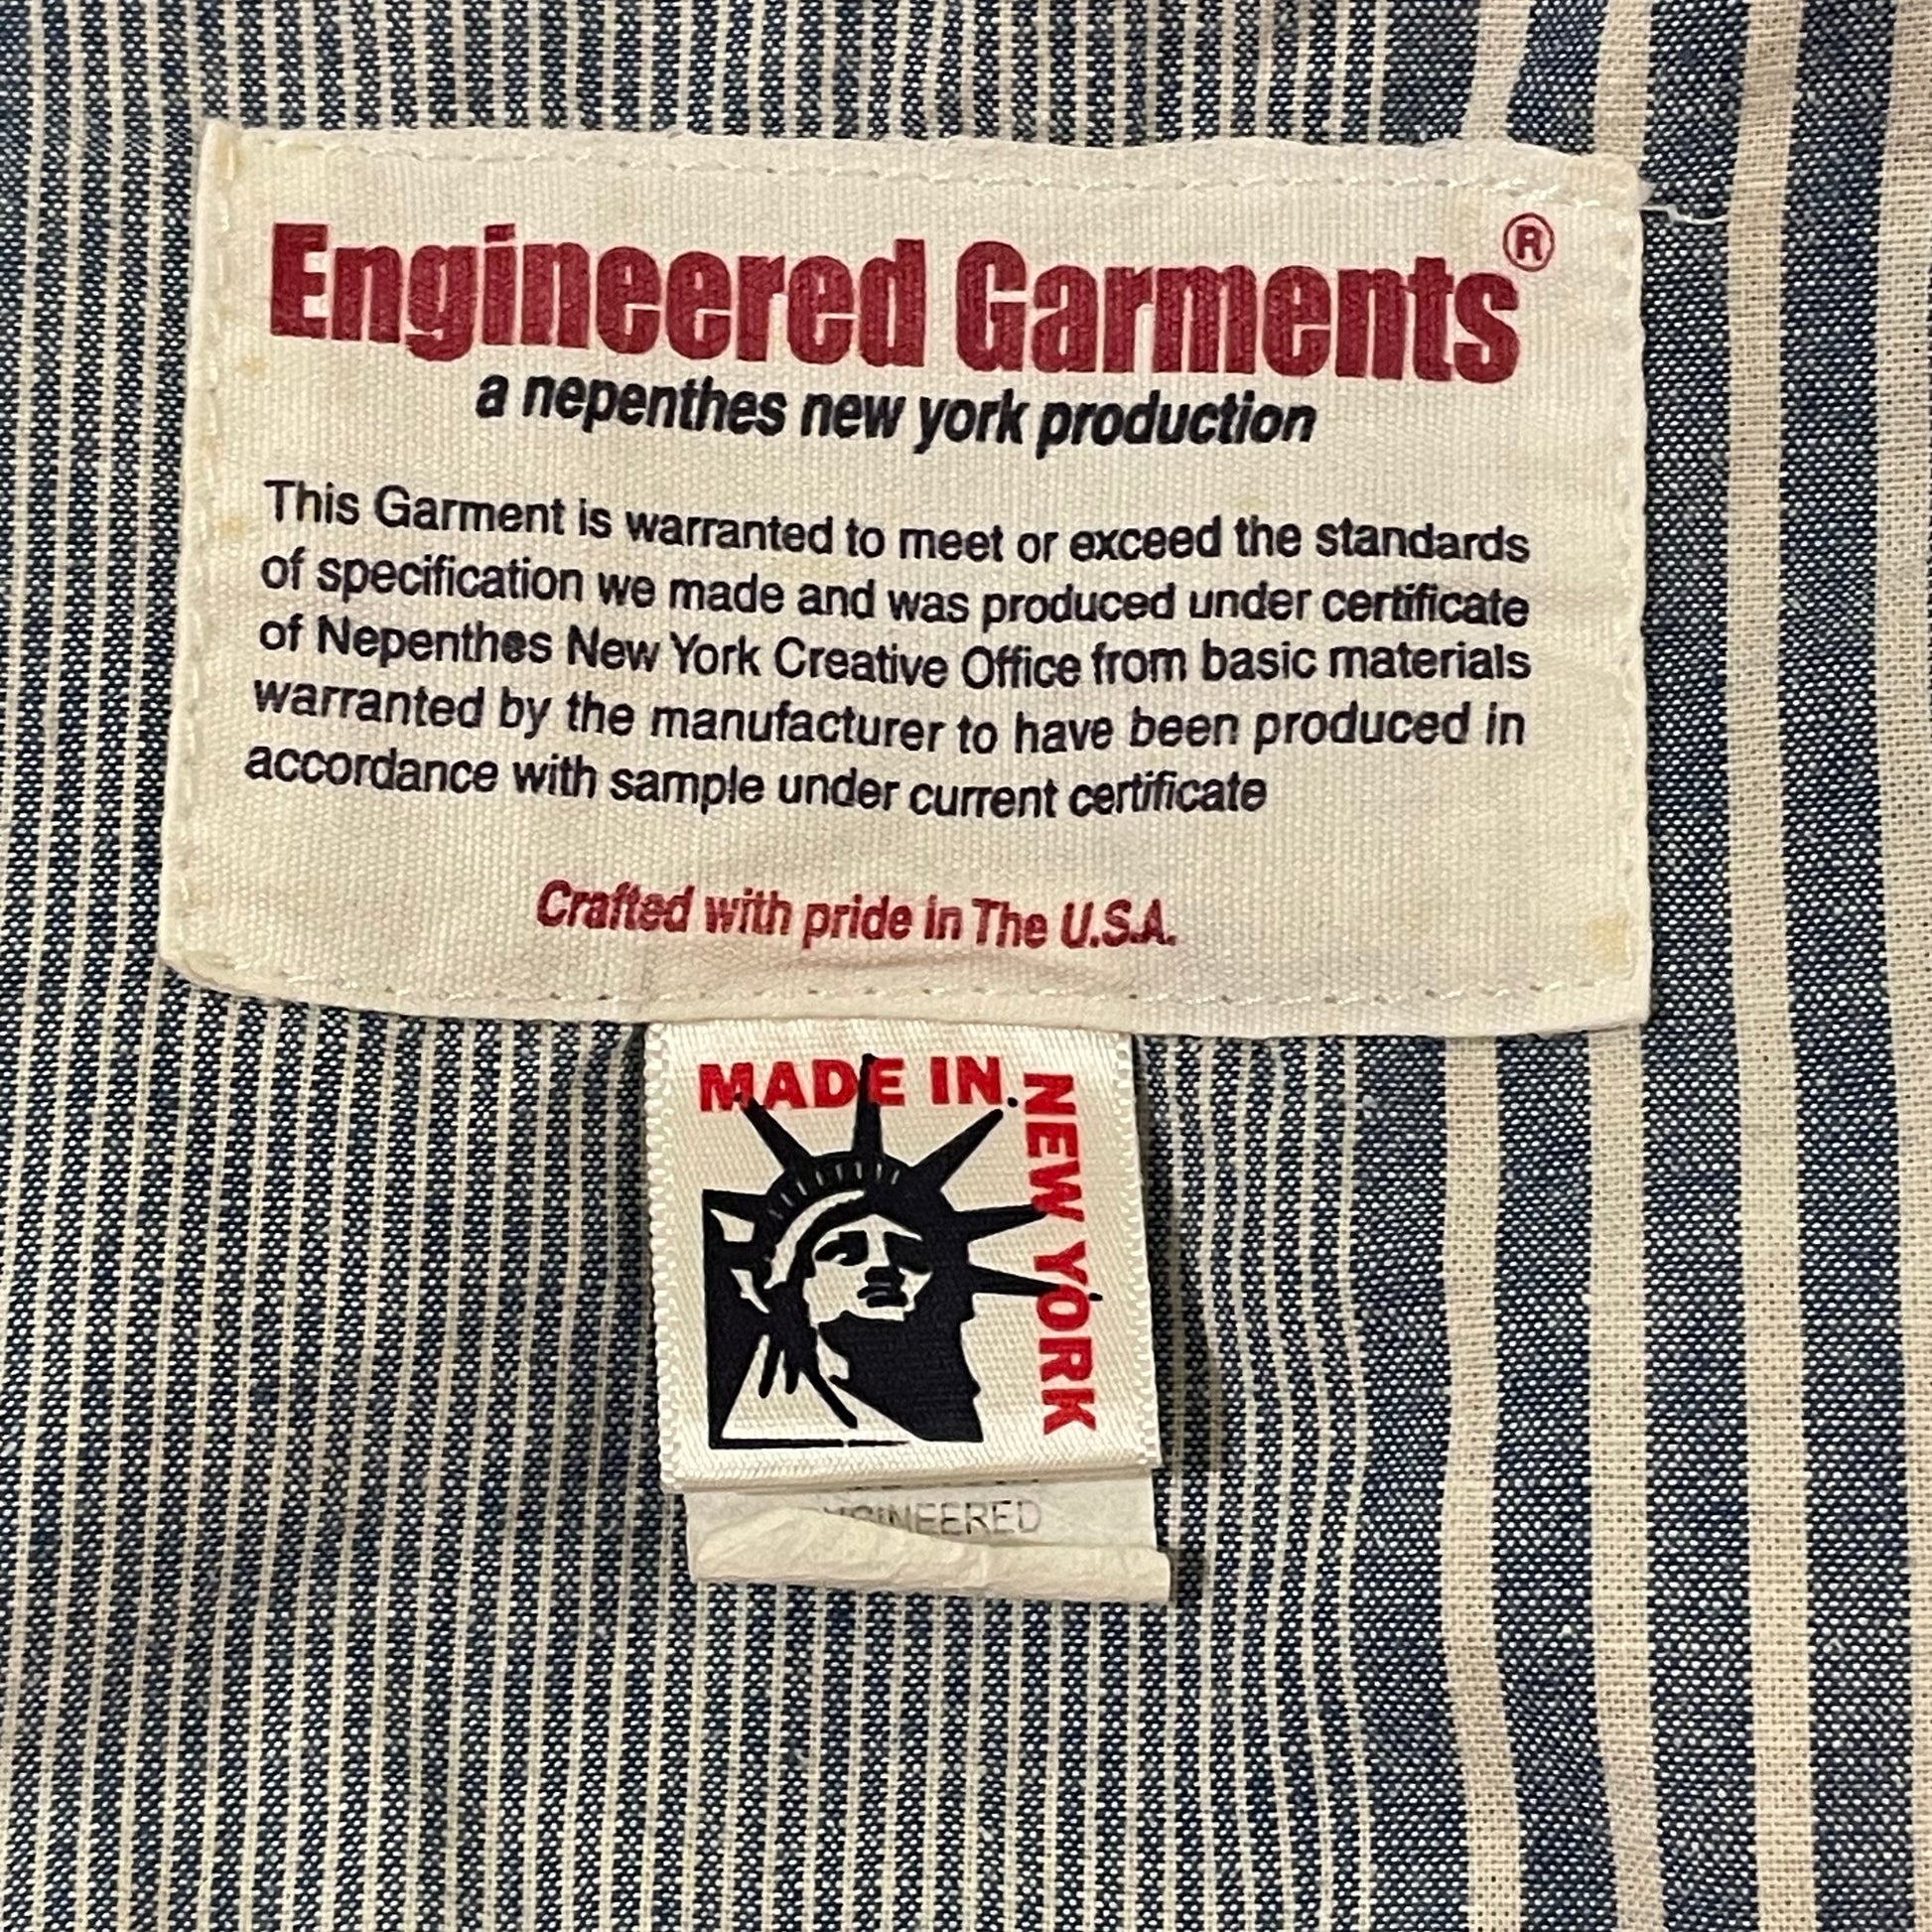 Engineered Garments®
a nepenthes new york production
This Garment is warranted to meet or exceed the standards
of specification we made and was produced under certificate
of Nepenthes New York Creative Office from basic materials
warranted by the manufacturer to have been produced in
accordance with sample under current certificate
Crafted with pride in The U.S.A.
MADE IN
NEW YORK